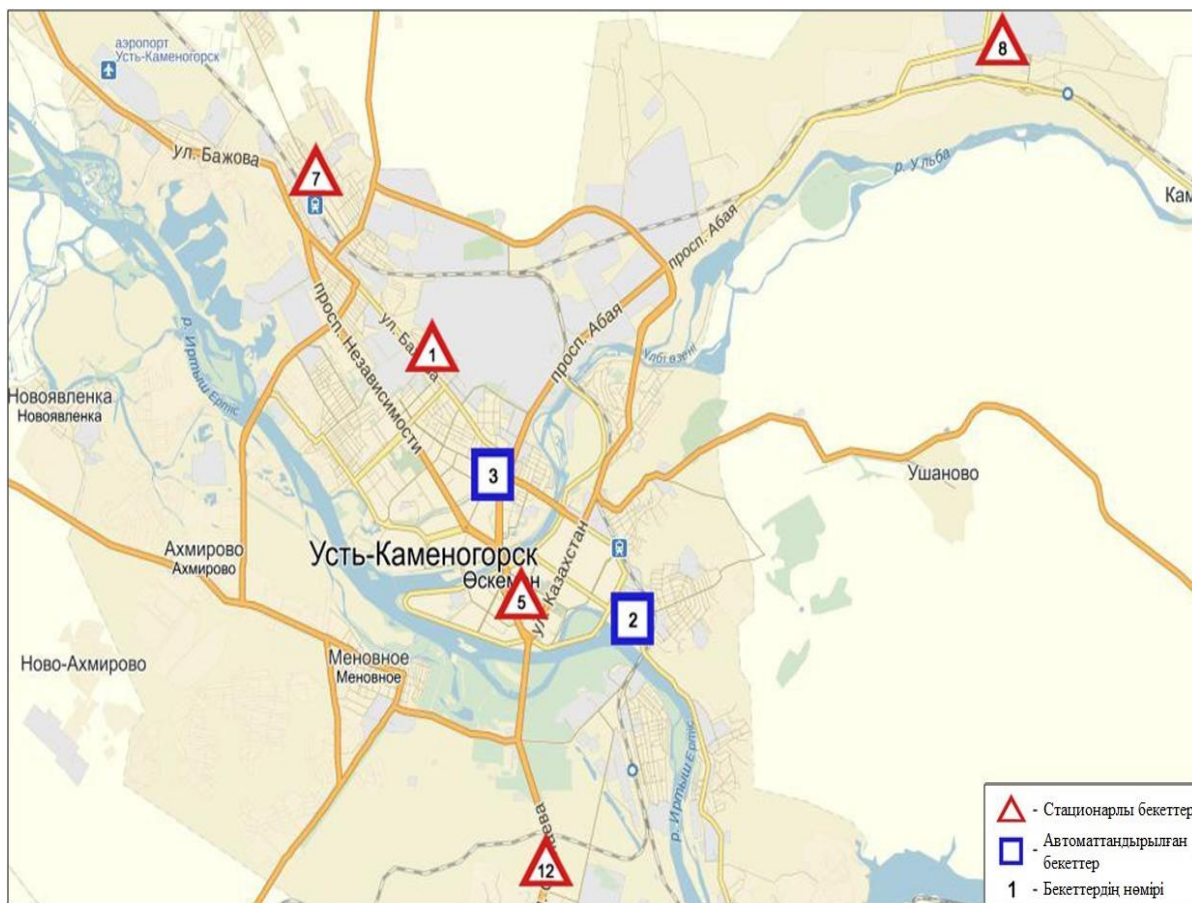 аэропорт
Усть-Каменогорск
8
ул. Бажова
7
р. Ульба
Кам
просп. Абая
р. Иртыш Ертіс
просп. Независимости
ул. Ба
1
просп. Абая
Үлбі өзені
Новоявленка
Новоявленка
3
Ушаново
Ахмирово
Ахмирово
Усть-Каменогорск
Өскемен
ул. Казахстан
5
2
Ново-Ахмирово
Меновное
Меновное
р. Иртыш Ертіс
12
- Стационарлы бекеттер
- Автоматтандырылған
бекеттер
1 - Бекеттердің нөмірі